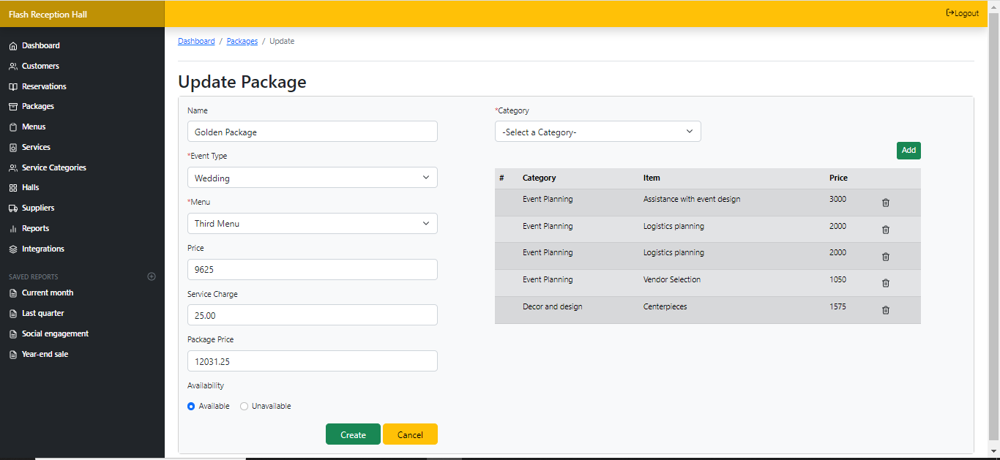 Flash Reception Hall
Logout
Dashboard
Customers
Reservations
Packages
Menus
Services
Service Categories
Halls
Suppliers
Reports
Integrations
SAVED REPORTS
Current month
Last quarter
Social engagement
Year-end sale
Dashboard / Packages / Update
Update Package
Name
Golden Package
*Event Type
Wedding
*Menu
Third Menu
Price
9625
Service Charge
25.00
Package Price
12031.25
Availability
Available Unavailable
Create Cancel
*Category
-Select a Category-
Add
# Category Item Price
Event Planning Assistance with event design 3000
Event Planning Logistics planning 2000
Event Planning Logistics planning 2000
Event Planning Vendor Selection 1050
Decor and design Centerpieces 1575